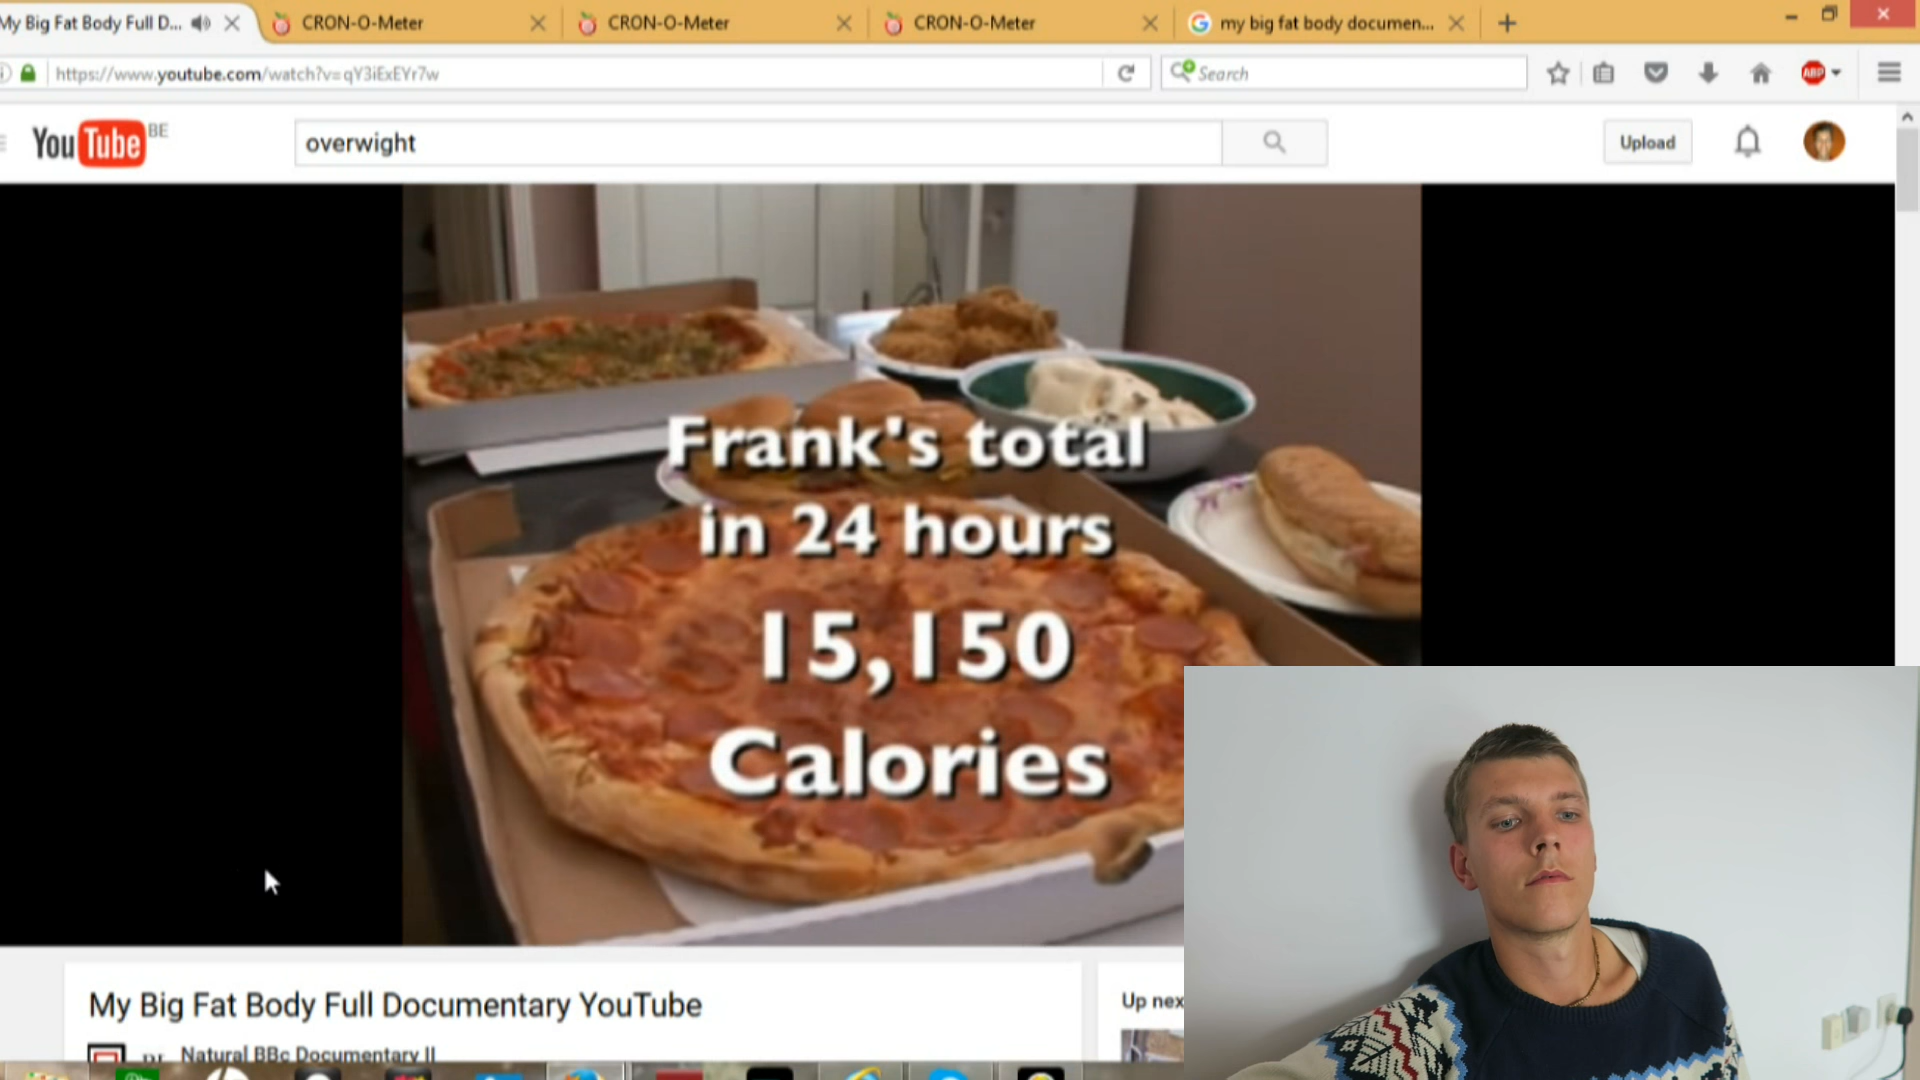 My Big Fat Body Full D...
CRON-O-Meter
CRON-O-Meter
CRON-O-Meter
my big fat body documen...
https://www.youtube.com/watch?v=qY3iExEYr7w
Search
ABP
YouTube BE
overwight
Upload
Frank's total
in 24 hours
15,150
Calories
My Big Fat Body Full Documentary YouTube
Up nex
Natural BBc Documentary II